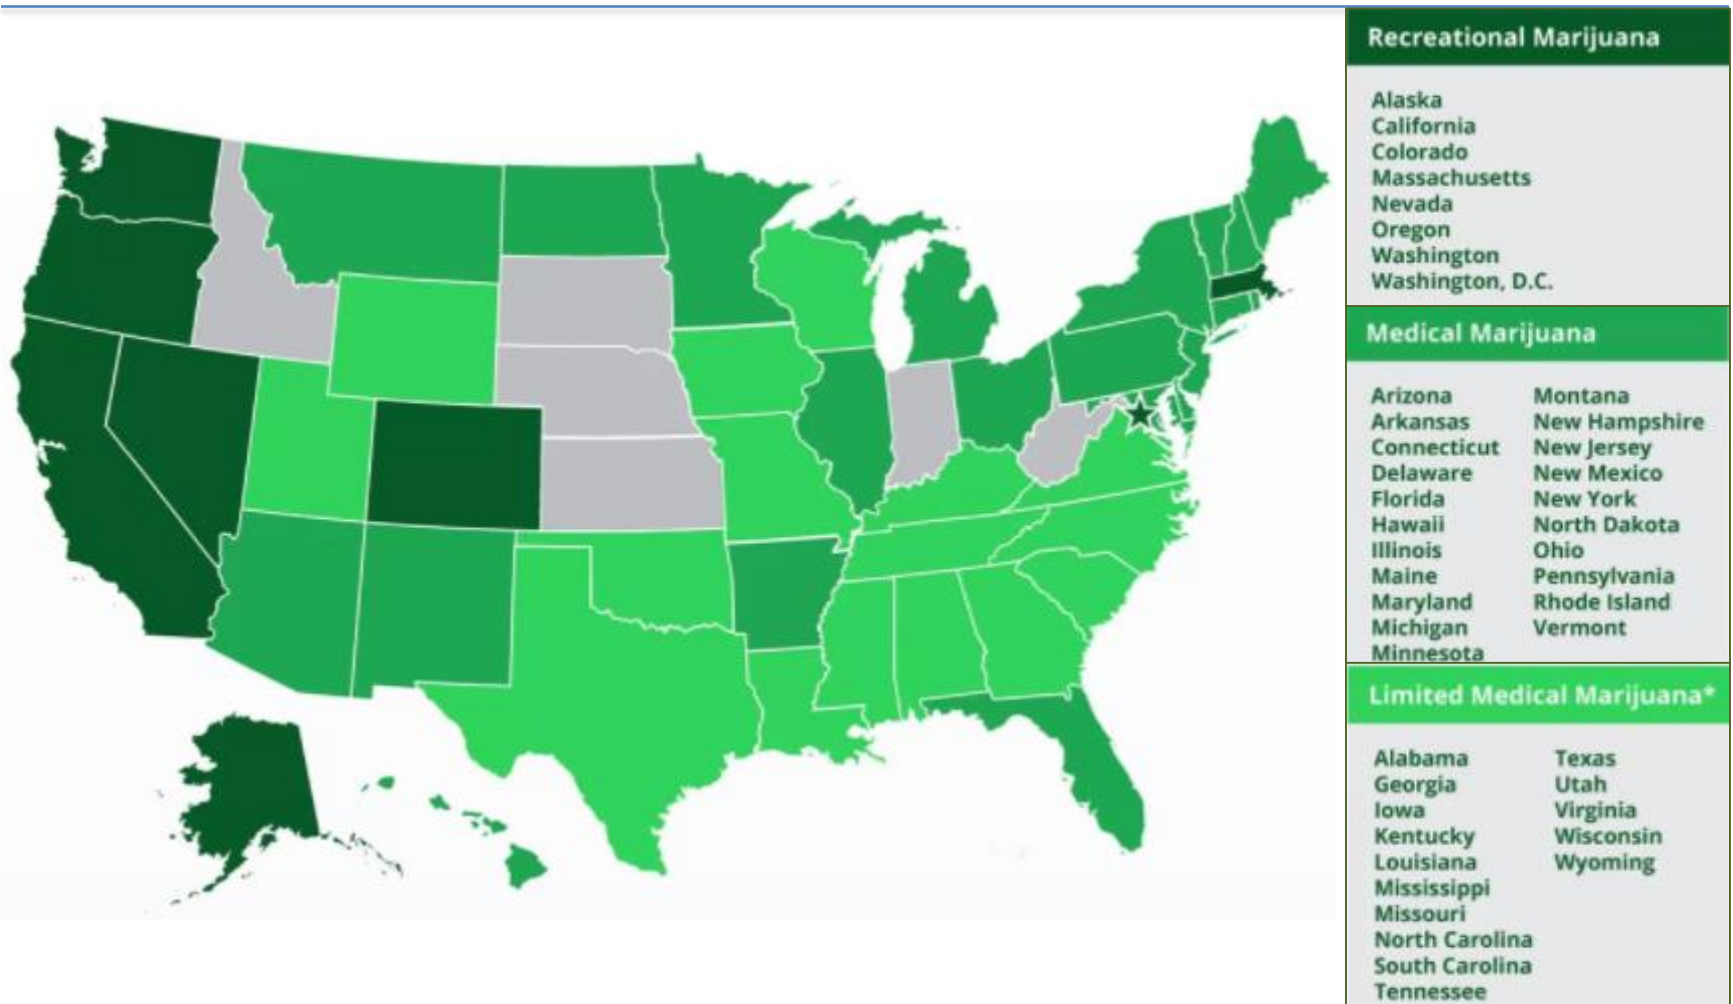 Recreational Marijuana
Alaska
California
Colorado
Massachusetts
Nevada
Oregon
Washington
Washington, D.C.
Medical Marijuana
Arizona
Arkansas
Connecticut
Delaware
Florida
Hawaii
Illinois
Maine
Maryland
Michigan
Minnesota
Montana
New Hampshire
New Jersey
New Mexico
New York
North Dakota
Ohio
Pennsylvania
Rhode Island
Vermont
Limited Medical Marijuana*
Alabama
Georgia
Iowa
Kentucky
Louisiana
Mississippi
Missouri
North Carolina
South Carolina
Tennessee
Texas
Utah
Virginia
Wisconsin
Wyoming